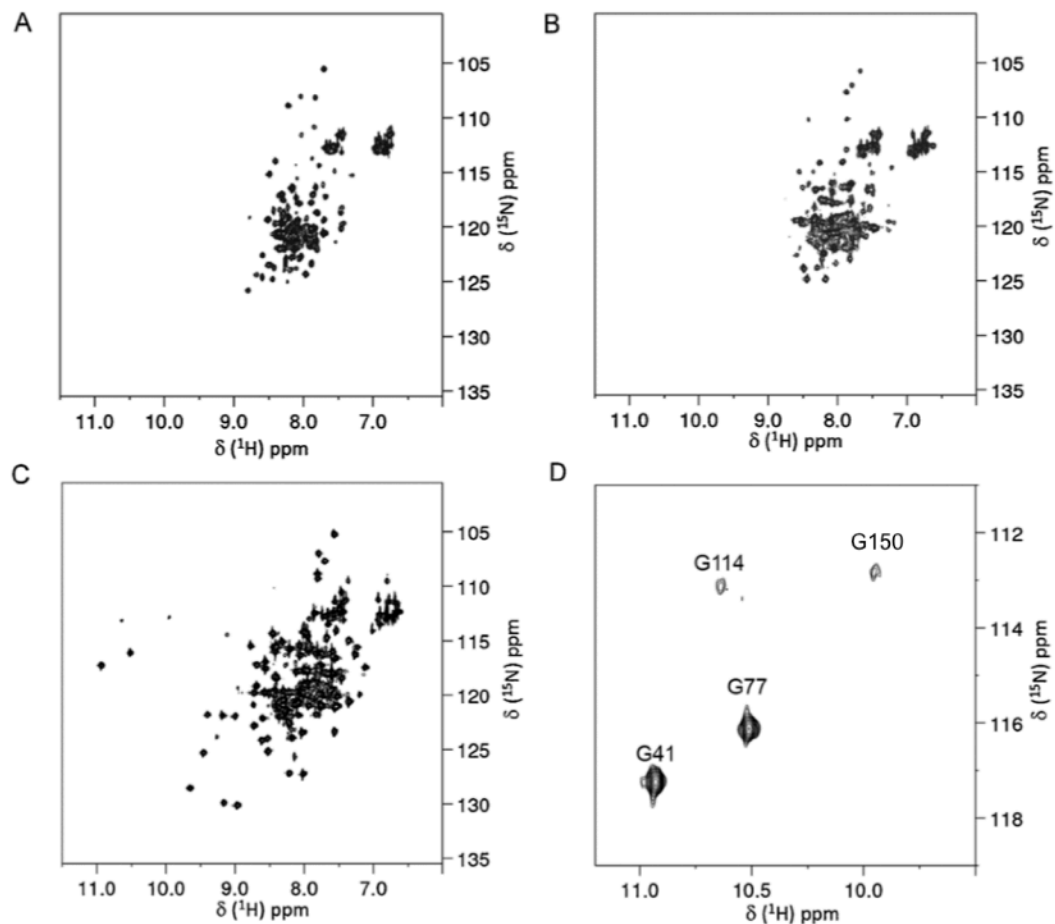 A
105
110
115
120
125
130
135
δ (¹⁵N) ppm
11.0 10.0 9.0 8.0 7.0
δ (¹H) ppm
B
105
110
115
120
125
130
135
δ (¹⁵N) ppm
11.0 10.0 9.0 8.0 7.0
δ (¹H) ppm
C
105
110
115
120
125
130
135
δ (¹⁵N) ppm
11.0 10.0 9.0 8.0 7.0
δ (¹H) ppm
D
G150
G114
G77
G41
112
114
116
118
δ (¹⁵N) ppm
11.0 10.5 10.0
δ (¹H) ppm